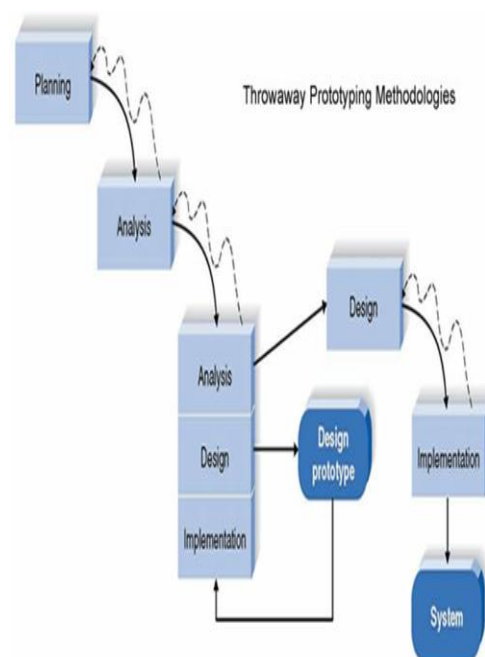 Planning
Throwaway Prototyping Methodologies
Analysis
Design
Analysis
Design
Design
prototype
Implementation
Implementation
System